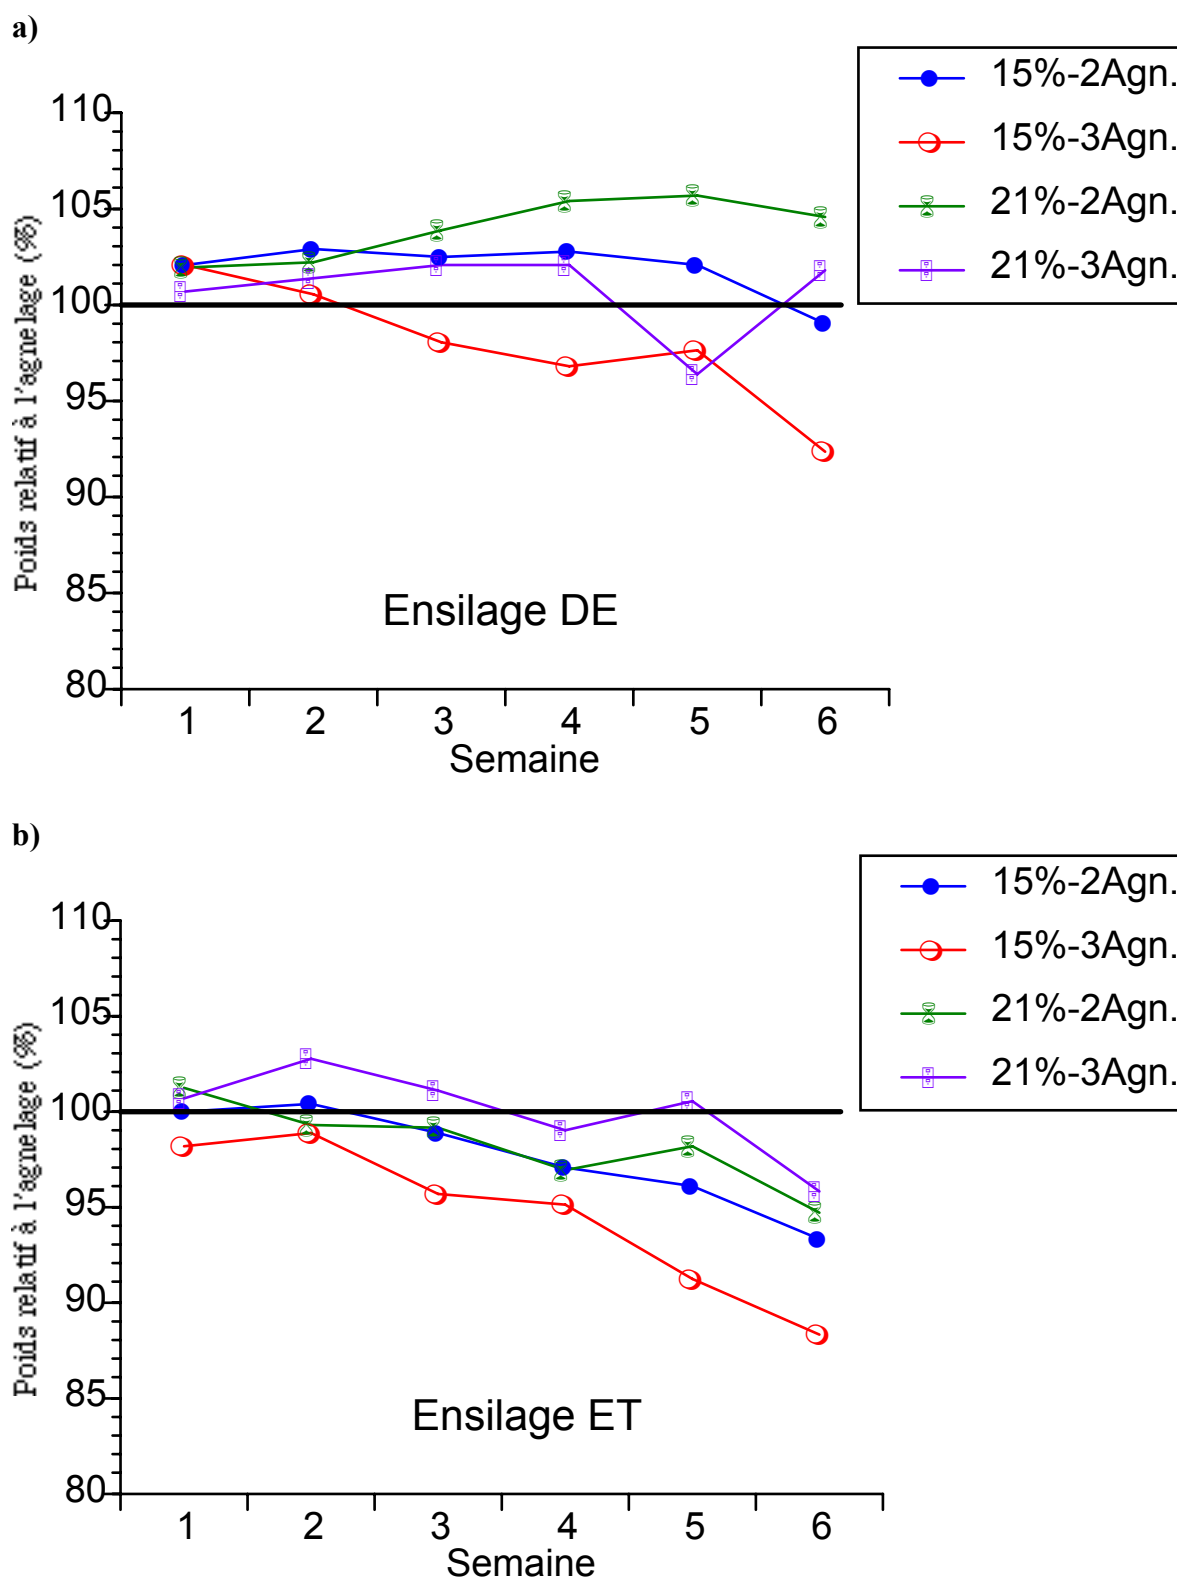 a)
15%-2Agn.
15%-3Agn.
21%-2Agn.
21%-3Agn.
110
105
100
95
90
85
80
Poids relatif à l'agnelage (%)
Ensilage DE
1 2 3 4 5 6
Semaine
b)
15%-2Agn.
15%-3Agn.
21%-2Agn.
21%-3Agn.
110
105
100
95
90
85
80
Poids relatif à l'agnelage (%)
Ensilage ET
1 2 3 4 5 6
Semaine